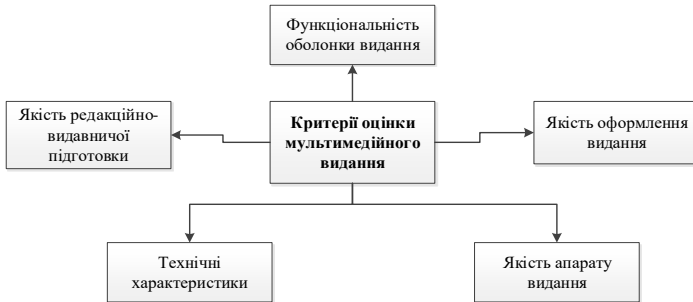 Функціональність
оболонки видання
Якість редакційно-
видавничої
підготовки
Критерії оцінки
мультимедійного
видання
Якість оформлення
видання
Технічні
характеристики
Якість апарату
видання